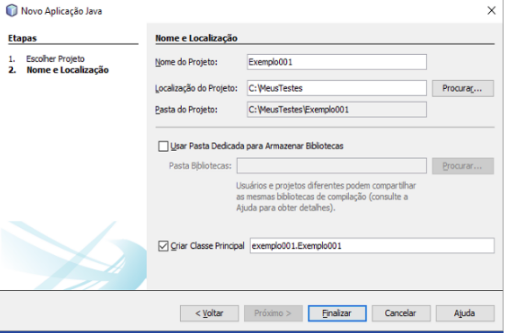 Novo Aplicação Java
Etapas
1. Escolher Projeto
2. Nome e Localização
Nome e Localização
Nome do Projeto: Exemplo001
Localização do Projeto: C:\MeusTestes Procurar...
Pasta do Projeto: C:\MeusTestes\Exemplo001
Usar Pasta Dedicada para Armazenar Bibliotecas
Pasta Bibliotecas: Procurar...
Usuários e projetos diferentes podem compartilhar
as mesmas bibliotecas de compilação (consulte a
Ajuda para obter detalhes).
Criar Classe Principal exemplo001.Exemplo001
< Voltar Próximo > Finalizar Cancelar Ajuda